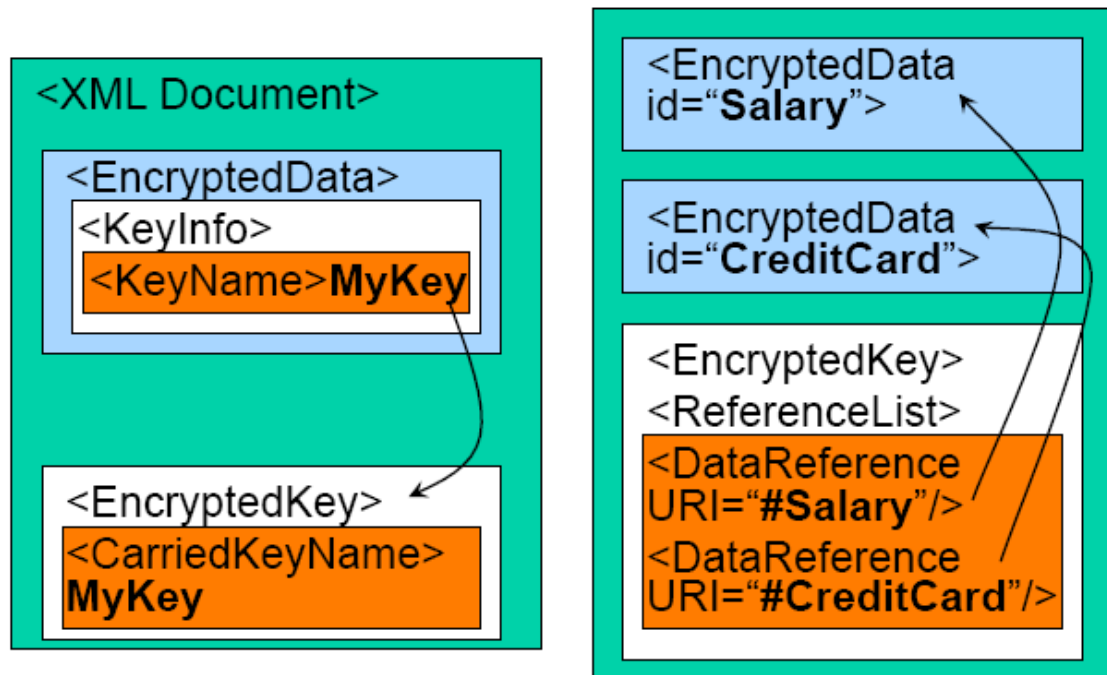 <XML Document>
<EncryptedData>
<KeyInfo>
<KeyName>MyKey
<EncryptedKey>
<CarriedKeyName>
MyKey
<EncryptedData
id=“Salary”>
<EncryptedData
id=“CreditCard”>
<EncryptedKey>
<ReferenceList>
<DataReference
URI=“#Salary”/>
<DataReference
URI=“#CreditCard”/>